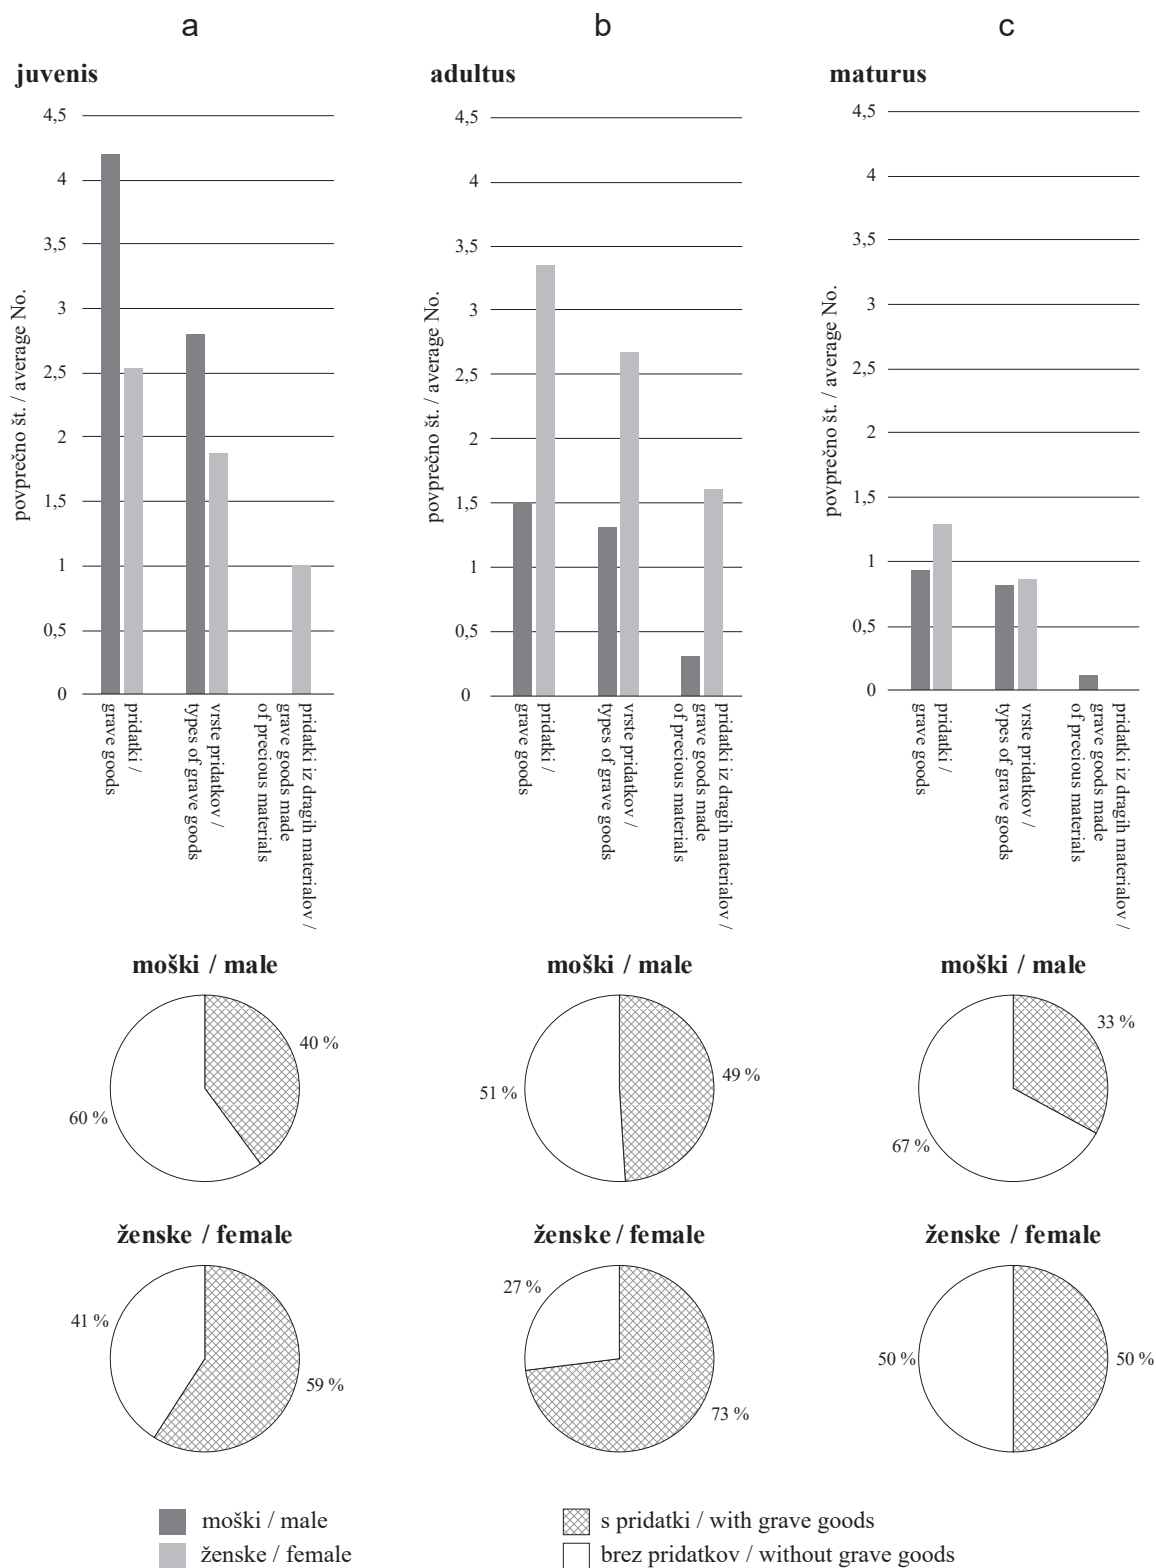 a
juvenis
4,5
4
3,5
3
2,5
2
1,5
1
0,5
0
povprečno št. / average No.
pridatki /
grave goods
vrste pridatkov /
types of grave goods
pridatki iz dragih materialov /
grave goods made
of precious materials
b
adultus
4,5
4
3,5
3
2,5
2
1,5
1
0,5
0
povprečno št. / average No.
pridatki /
grave goods
vrste pridatkov /
types of grave goods
pridatki iz dragih materialov /
grave goods made
of precious materials
c
maturus
4,5
4
3,5
3
2,5
2
1,5
1
0,5
0
povprečno št. / average No.
pridatki /
grave goods
vrste pridatkov /
types of grave goods
pridatki iz dragih materialov /
grave goods made
of precious materials
moški / male
40 %
60 %
moški / male
49 %
51 %
moški / male
33 %
67 %
ženske / female
41 %
59 %
ženske / female
27 %
73 %
ženske / female
50 %
50 %
moški / male
ženske / female
s pridatki / with grave goods
brez pridatkov / without grave goods